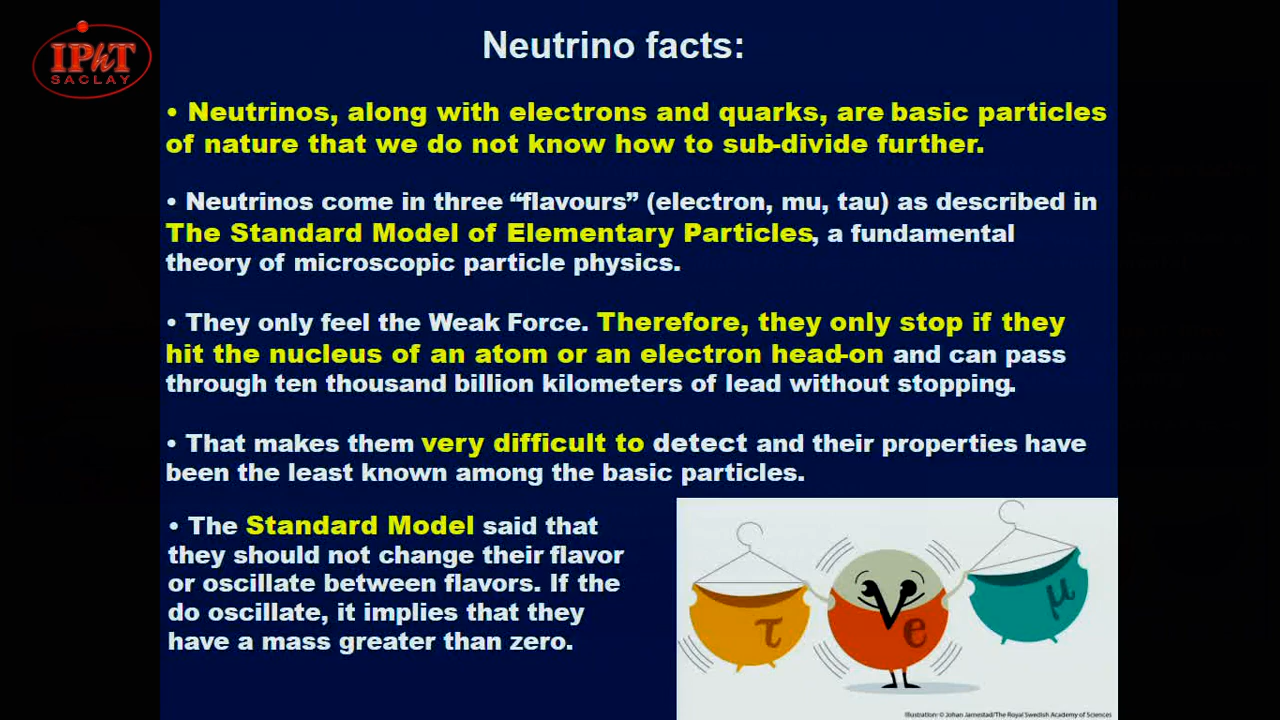 IPhT
SACLAY
Neutrino facts:
• Neutrinos, along with electrons and quarks, are basic particles
of nature that we do not know how to sub-divide further.
• Neutrinos come in three “flavours” (electron, mu, tau) as described in
The Standard Model of Elementary Particles, a fundamental
theory of microscopic particle physics.
• They only feel the Weak Force. Therefore, they only stop if they
hit the nucleus of an atom or an electron head-on and can pass
through ten thousand billion kilometers of lead without stopping.
• That makes them very difficult to detect and their properties have
been the least known among the basic particles.
• The Standard Model said that
they should not change their flavor
or oscillate between flavors. If the
do oscillate, it implies that they
have a mass greater than zero.
τ
e
μ
Illustration: © Johan Jarnestad/The Royal Swedish Academy of Sciences